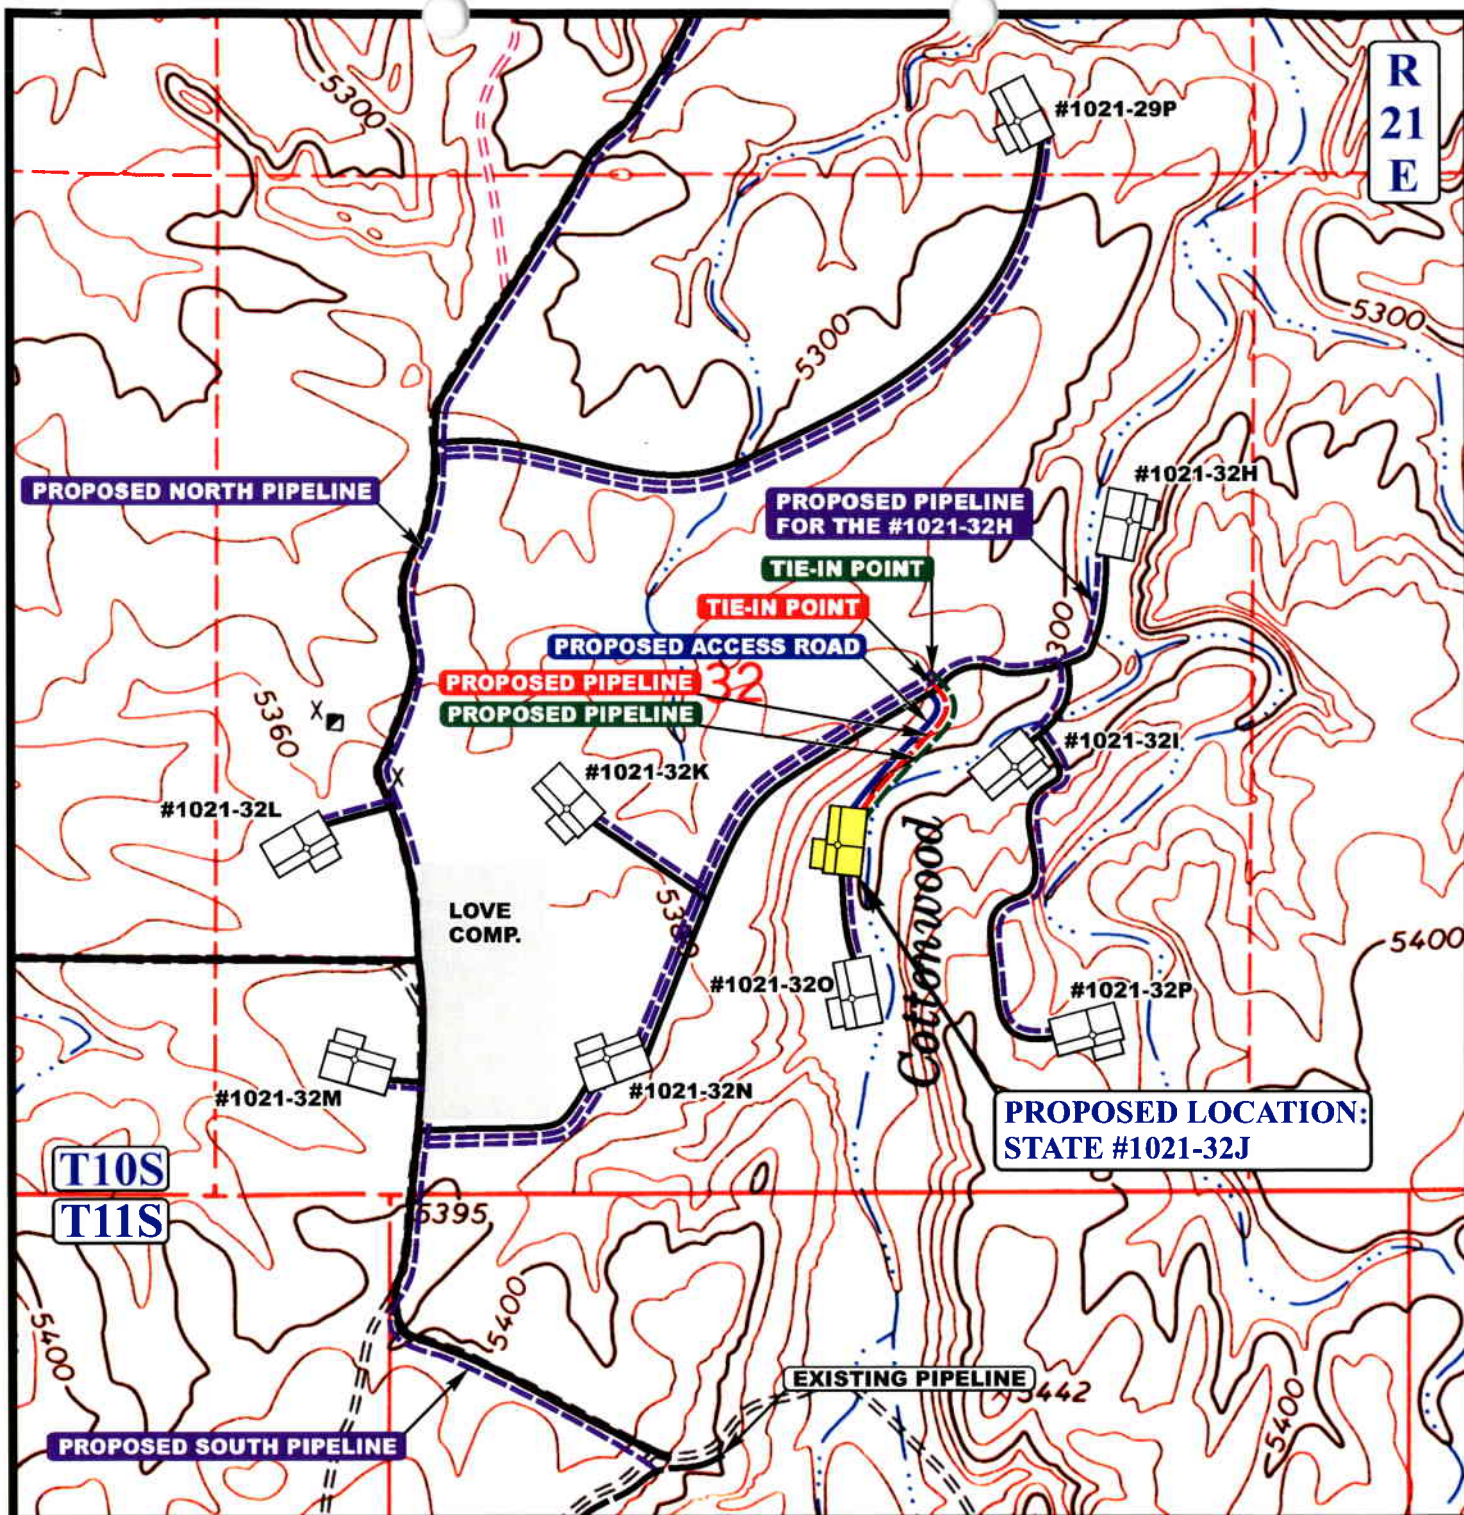 R
21
E
5300
#1021-29P
5300
5300
#1021-32H
PROPOSED NORTH PIPELINE
PROPOSED PIPELINE
FOR THE #1021-32H
TIE-IN POINT
TIE-IN POINT
PROPOSED ACCESS ROAD
PROPOSED PIPELINE
32
PROPOSED PIPELINE
5360
X
X
#1021-32I
#1021-32K
#1021-32L
Cottonwood
LOVE
COMP.
5400
#1021-32O
#1021-32P
#1021-32M
#1021-32N
PROPOSED LOCATION:
STATE #1021-32J
T10S
T11S
5395
5400
5400
EXISTING PIPELINE
5442
5400
PROPOSED SOUTH PIPELINE